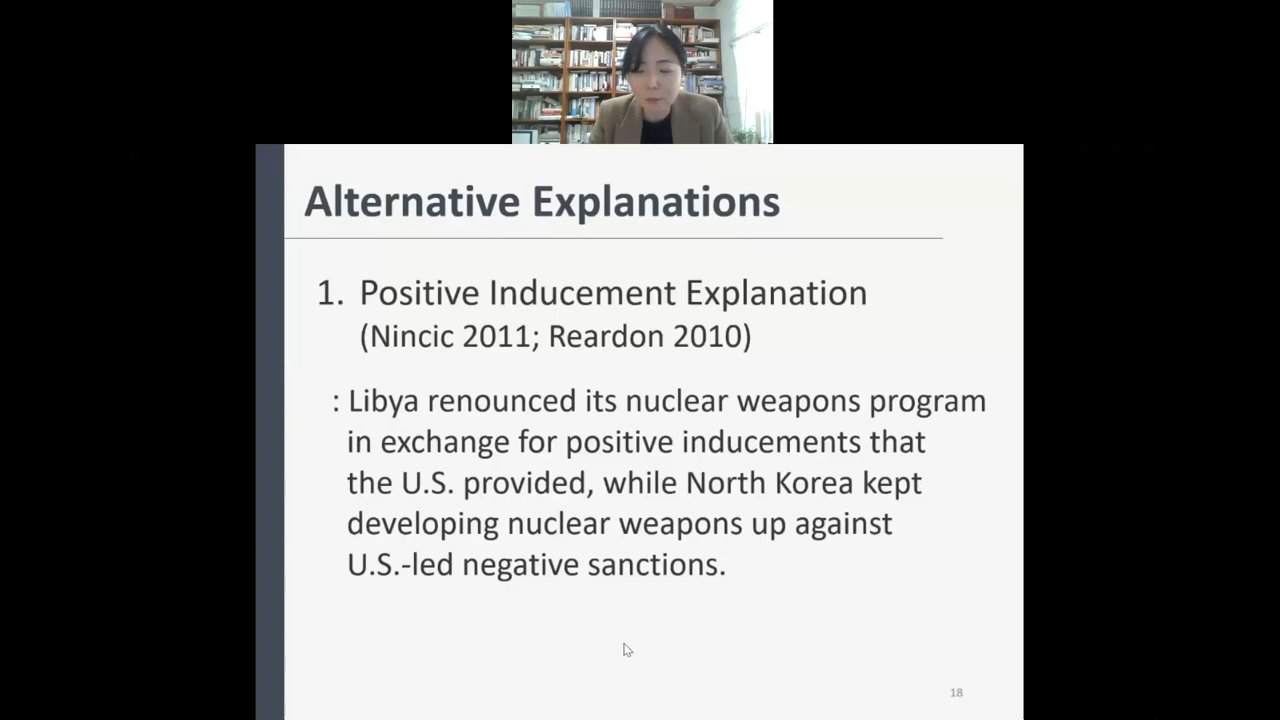 Alternative Explanations
1. Positive Inducement Explanation
(Nincic 2011; Reardon 2010)
: Libya renounced its nuclear weapons program
in exchange for positive inducements that
the U.S. provided, while North Korea kept
developing nuclear weapons up against
U.S.-led negative sanctions.
18